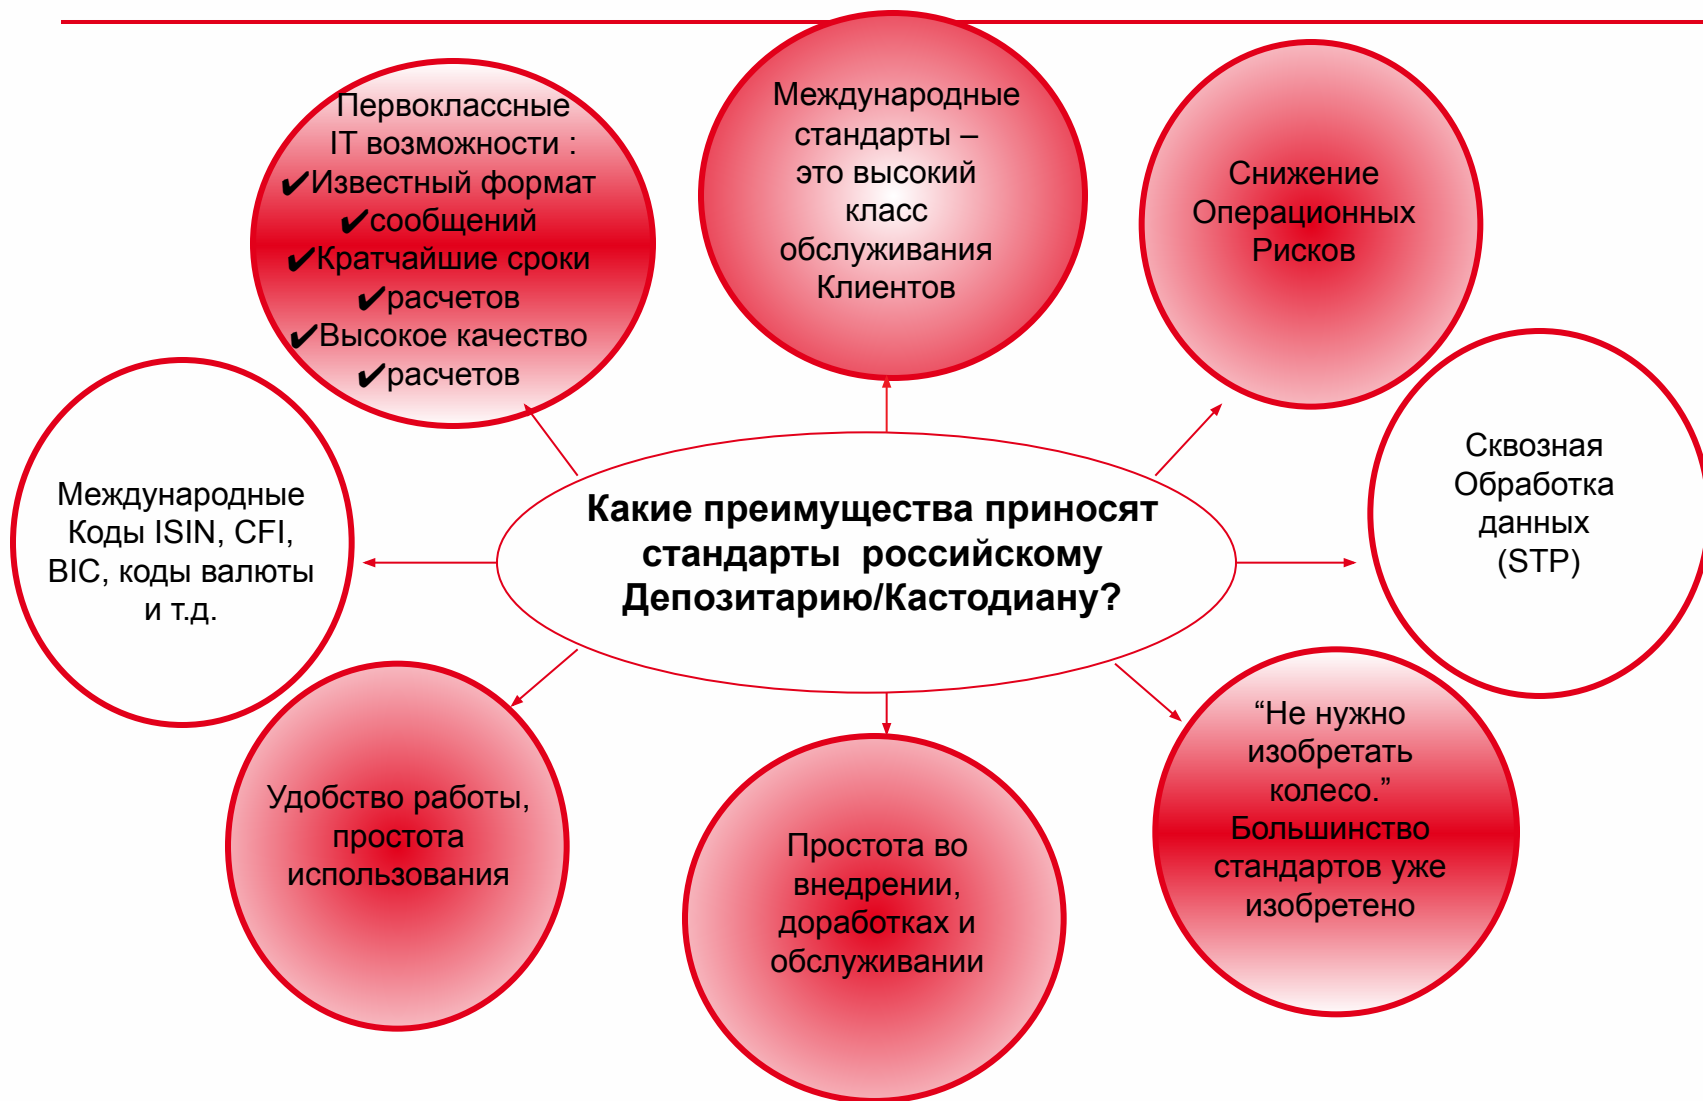 Первоклассные
IT возможности :
✔Известный формат
✔сообщений
✔Кратчайшие сроки
✔расчетов
✔Высокое качество
✔расчетов
Международные
стандарты –
это высокий
класс
обслуживания
Клиентов
Снижение
Операционных
Рисков
Международные
Коды ISIN, CFI,
BIC, коды валюты
и т.д.
Какие преимущества приносят
стандарты российскому
Депозитарию/Кастодиану?
Сквозная
Обработка
данных
(STP)
Удобство работы,
простота
использования
Простота во
внедрении,
доработках и
обслуживании
“Не нужно
изобретать
колесо.”
Большинство
стандартов уже
изобретено